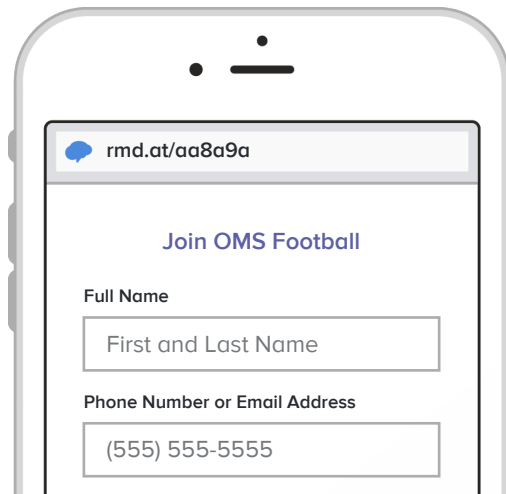 rmd.at/aa8a9a
Join OMS Football
Full Name
First and Last Name
Phone Number or Email Address
(555) 555-5555